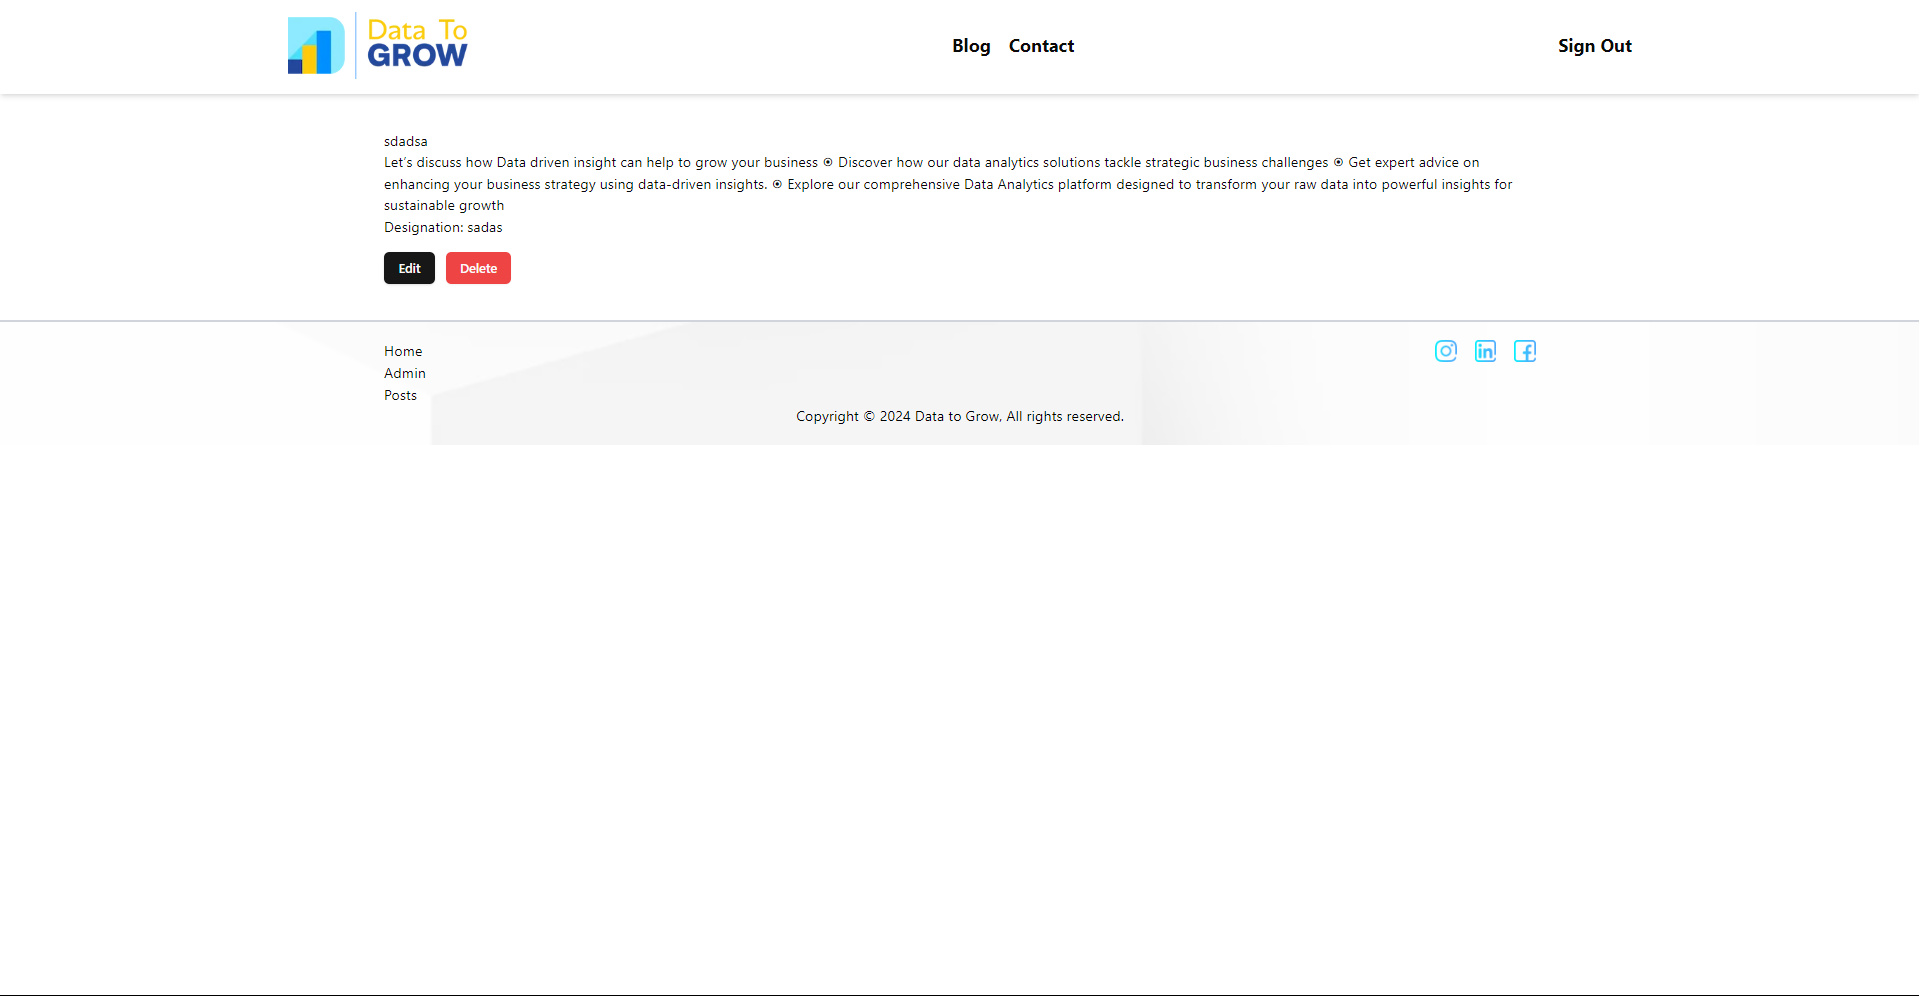 Data To
GROW
Blog Contact Sign Out
sdadsa
Let's discuss how Data driven insight can help to grow your business ⦿ Discover how our data analytics solutions tackle strategic business challenges ⦿ Get expert advice on
enhancing your business strategy using data-driven insights. ⦿ Explore our comprehensive Data Analytics platform designed to transform your raw data into powerful insights for
sustainable growth
Designation: sadas
Edit Delete
Home
Admin
Posts
Copyright © 2024 Data to Grow, All rights reserved.